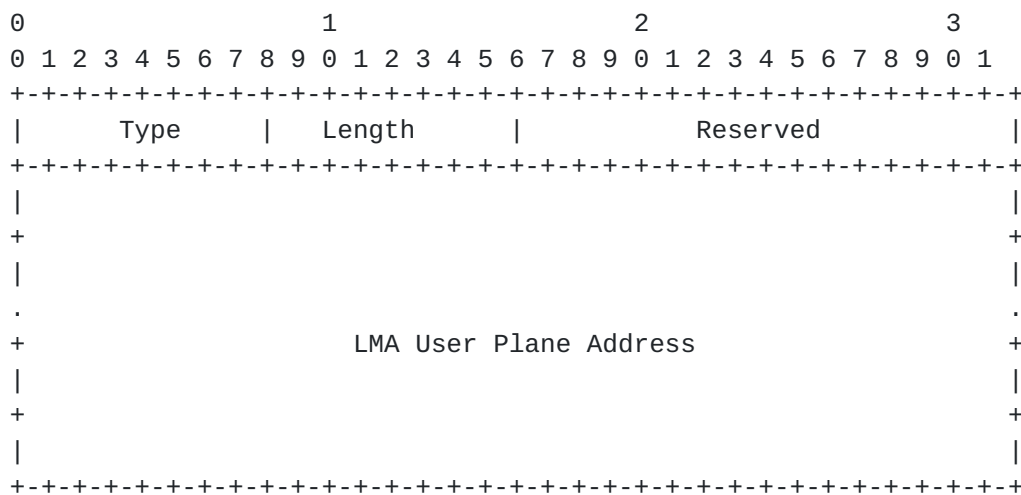 0                   1                   2                   3
0 1 2 3 4 5 6 7 8 9 0 1 2 3 4 5 6 7 8 9 0 1 2 3 4 5 6 7 8 9 0 1
+-+-+-+-+-+-+-+-+-+-+-+-+-+-+-+-+-+-+-+-+-+-+-+-+-+-+-+-+-+-+-+-+
|      Type     |   Length      |           Reserved            |
+-+-+-+-+-+-+-+-+-+-+-+-+-+-+-+-+-+-+-+-+-+-+-+-+-+-+-+-+-+-+-+-+
|                                                               |
+                                                               +
|                                                               |
.                                                               .
+                     LMA User Plane Address                    +
|                                                               |
+                                                               +
|                                                               |
+-+-+-+-+-+-+-+-+-+-+-+-+-+-+-+-+-+-+-+-+-+-+-+-+-+-+-+-+-+-+-+-+